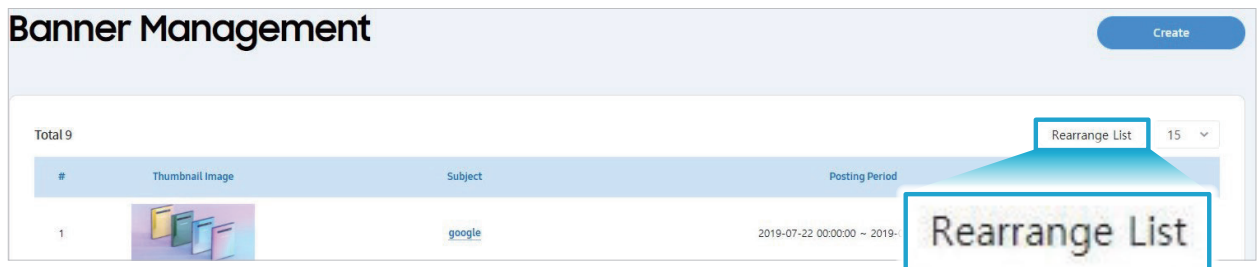 Banner Management
Create
Total 9
Rearrange List 15
# Thumbnail Image Subject Posting Period
1 google 2019-07-22 00:00:00 ~ 2019-
Rearrange List